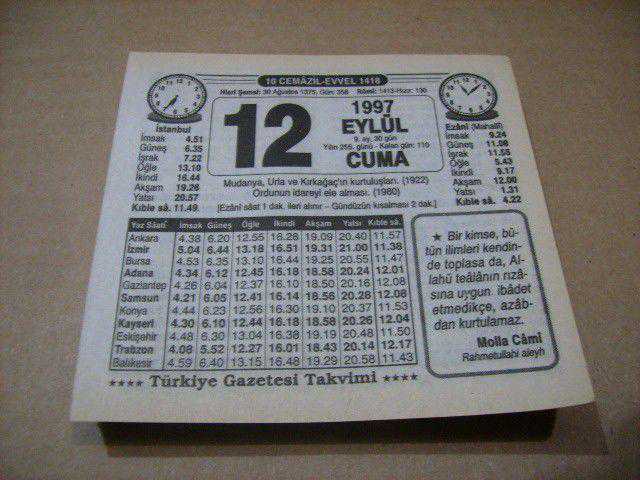 10 CEMÂZİL-EVVEL 1418
Hicrî Şemsî: 30 Ağustos 1375, Gün: 356 Rûmî: 1413-Hızır: 130
12
1997
EYLÜL
9. ay, 30 gün
Yılın 255. günü - Kalan gün: 110
CUMA
İstanbul
İmsak 4.51
Güneş 6.35
İşrak 7.22
Öğle 13.10
İkindi 16.44
Akşam 19.26
Yatsı 20.57
Kıble sâ. 11.49
Ezânî (Mahallî)
İmsak 9.24
Güneş 11.08
İşrak 11.55
Öğle 5.43
İkindi 9.17
Akşam 12.00
Yatsı 1.31
Kıble sâ. 4.22
Mudanya, Urla ve Kırkağaç'ın kurtuluşları. (1922)
Ordunun idareyi ele alması. (1980)
[Ezânî sâat 1 dak. ileri alınır – Gündüzün kısalması 2 dak.]
Yaz Sâati İmsak Güneş Öğle İkindi Akşam Yatsı Kıble sâ.
Ankara 4.38 6.20 12.55 16.28 19.09 20.40 11.57
İzmir 5.04 6.44 13.18 16.51 19.31 21.00 11.38
Bursa 4.53 6.35 13.10 16.44 19.25 20.55 11.47
Adana 4.34 6.12 12.45 16.18 18.58 20.24 12.01
Gaziantep 4.26 6.04 12.37 16.10 18.50 20.16 12.08
Samsun 4.21 6.05 12.41 16.14 18.56 20.28 12.08
Konya 4.44 6.23 12.56 16.30 19.10 20.37 11.53
Kayseri 4.30 6.10 12.44 16.18 18.58 20.26 12.04
Eskişehir 4.48 6.30 13.04 16.38 19.19 20.48 11.50
Trabzon 4.08 5.52 12.27 16.01 18.43 20.14 12.17
Balıkesir 4.59 6.40 13.15 16.48 19.29 20.58 11.43
★ Bir kimse, bü-
tün ilimleri kendin-
de toplasa da, Al-
lahü teâlânın rızâ-
sına uygun ibâdet
etmedikçe, azâb-
dan kurtulamaz.
Molla Câmî
Rahmetullahi aleyh
★★★★ Türkiye Gazetesi Takvimi ★★★★